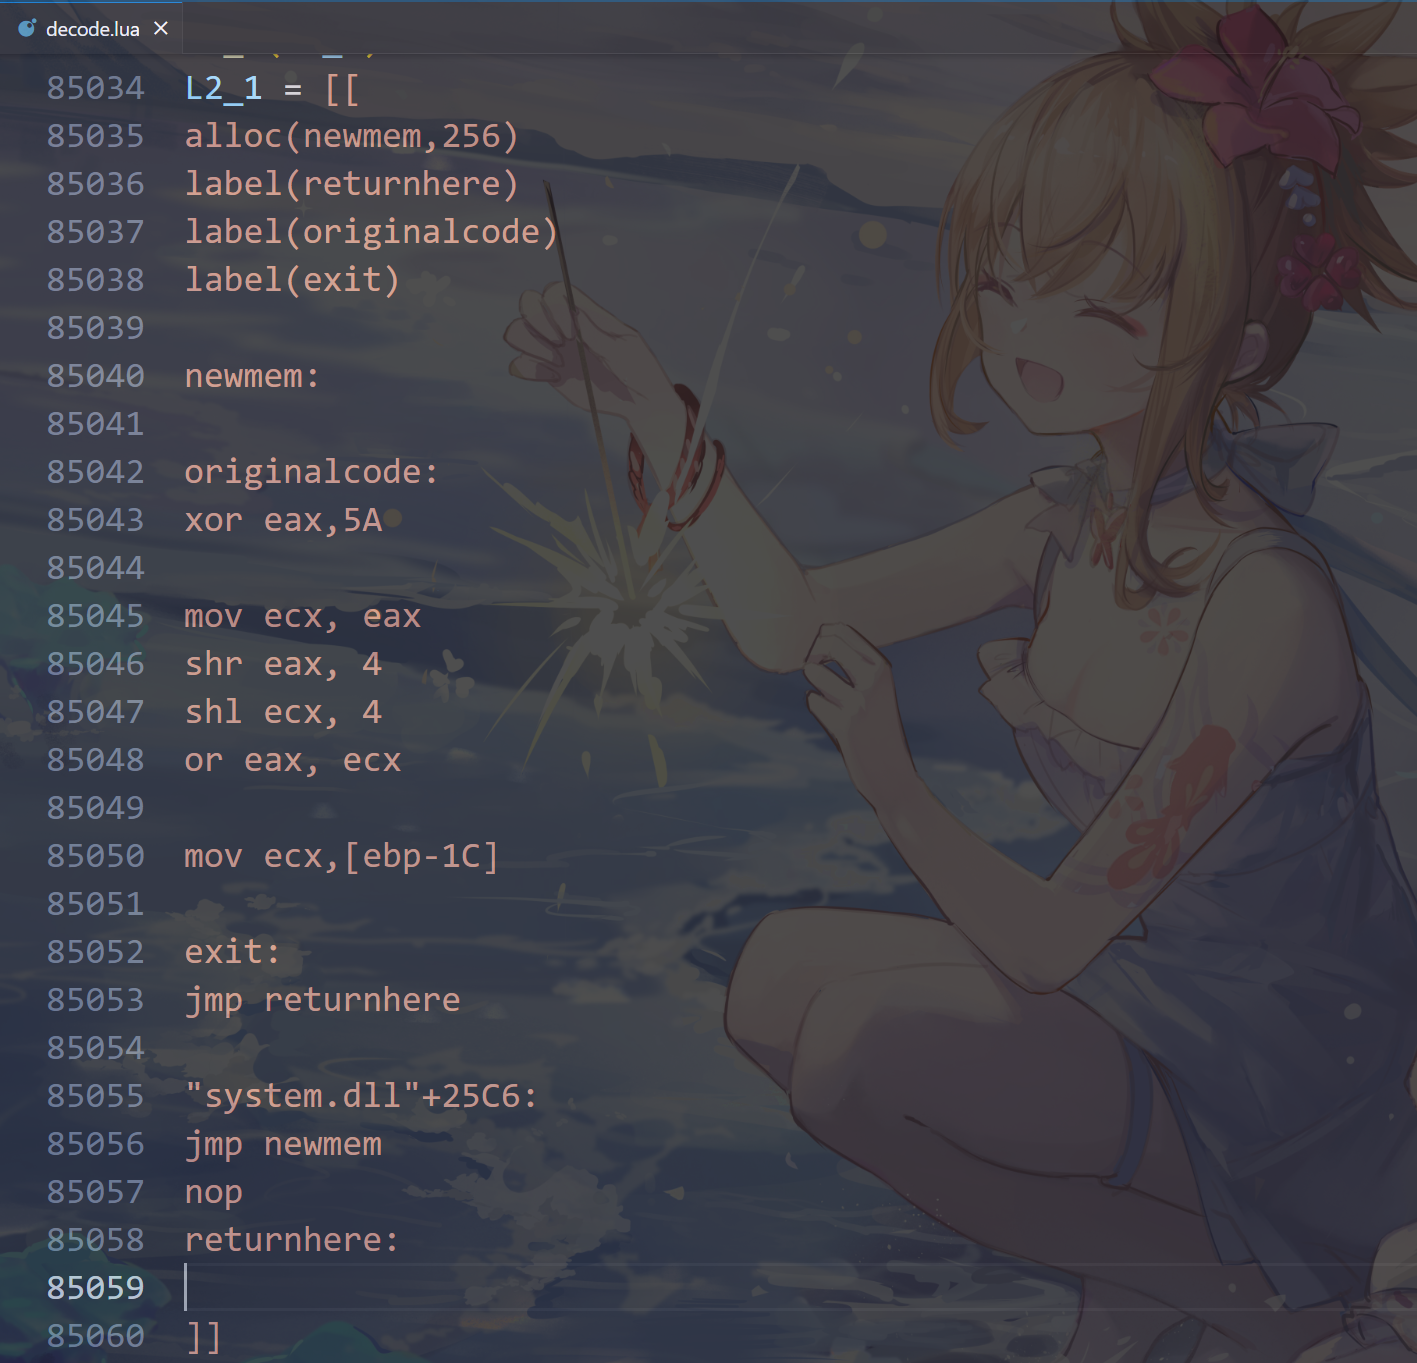 decode.lua
85034 L2_1 = [[
85035 alloc(newmem,256)
85036 label(returnhere)
85037 label(originalcode)
85038 label(exit)
85039
85040 newmem:
85041
85042 originalcode:
85043 xor eax,5A
85044
85045 mov ecx, eax
85046 shr eax, 4
85047 shl ecx, 4
85048 or eax, ecx
85049
85050 mov ecx,[ebp-1C]
85051
85052 exit:
85053 jmp returnhere
85054
85055 "system.dll"+25C6:
85056 jmp newmem
85057 nop
85058 returnhere:
85059
85060 ]]